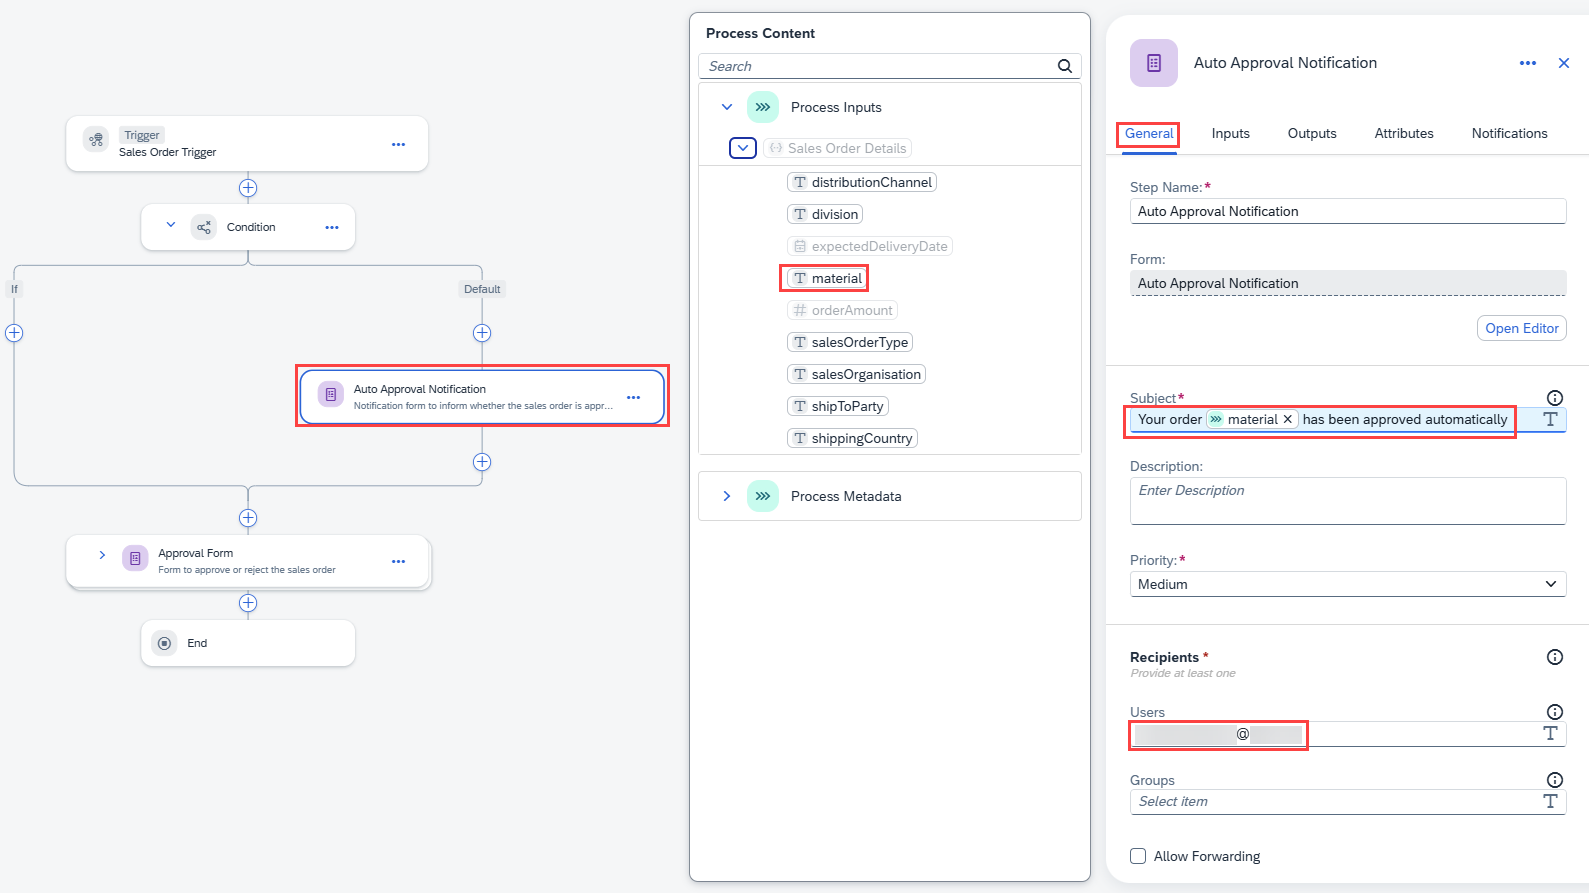 Trigger
Sales Order Trigger
Condition
If
Default
Auto Approval Notification
Notification form to inform whether the sales order is appr...
Approval Form
Form to approve or reject the sales order
End
Process Content
Search
Process Inputs
Sales Order Details
distributionChannel
division
expectedDeliveryDate
material
orderAmount
salesOrderType
salesOrganisation
shipToParty
shippingCountry
Process Metadata
Auto Approval Notification
General Inputs Outputs Attributes Notifications
Step Name:*
Auto Approval Notification
Form:
Auto Approval Notification
Open Editor
Subject*
Your order material has been approved automatically
Description:
Enter Description
Priority:*
Medium
Recipients *
Provide at least one
Users
@
Groups
Select item
Allow Forwarding